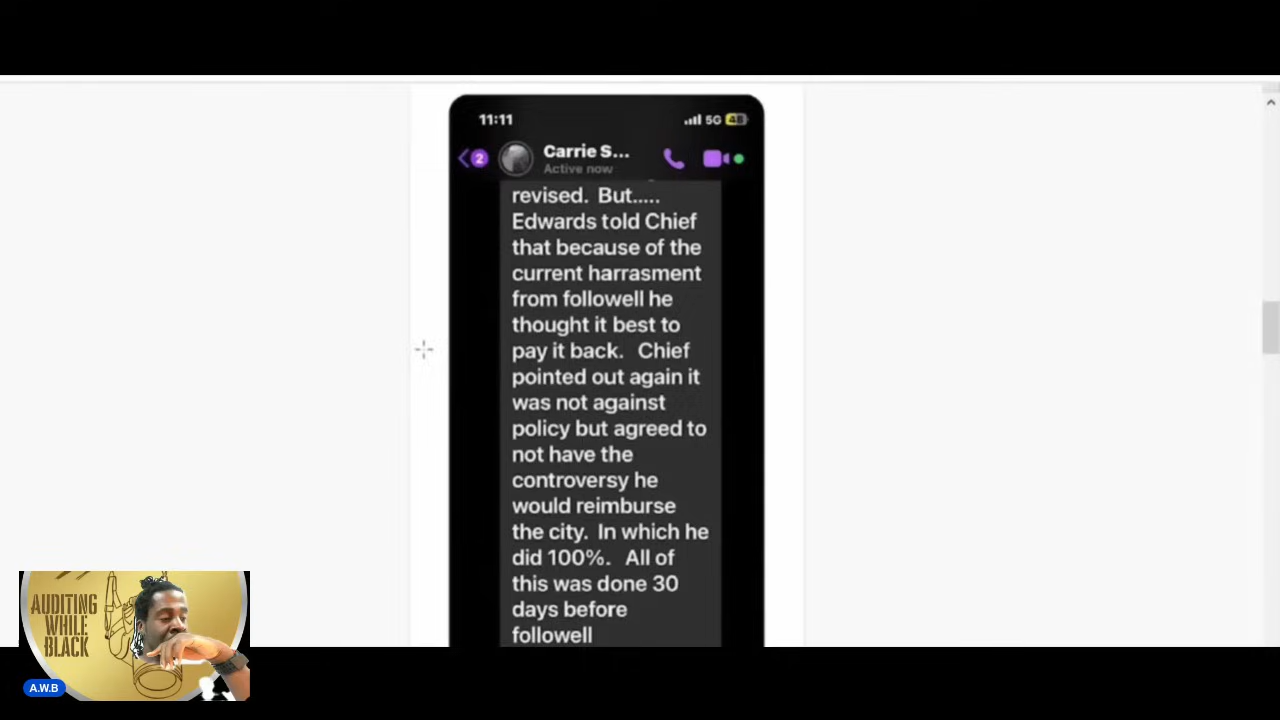 11:11
5G
2
Carrie S...
Active now
revised. But.....
Edwards told Chief
that because of the
current harrasment
from followell he
thought it best to
pay it back. Chief
pointed out again it
was not against
policy but agreed to
not have the
controversy he
would reimburse
the city. In which he
did 100%. All of
this was done 30
days before
followell
AUDITING
WHILE
BLACK
A.W.B